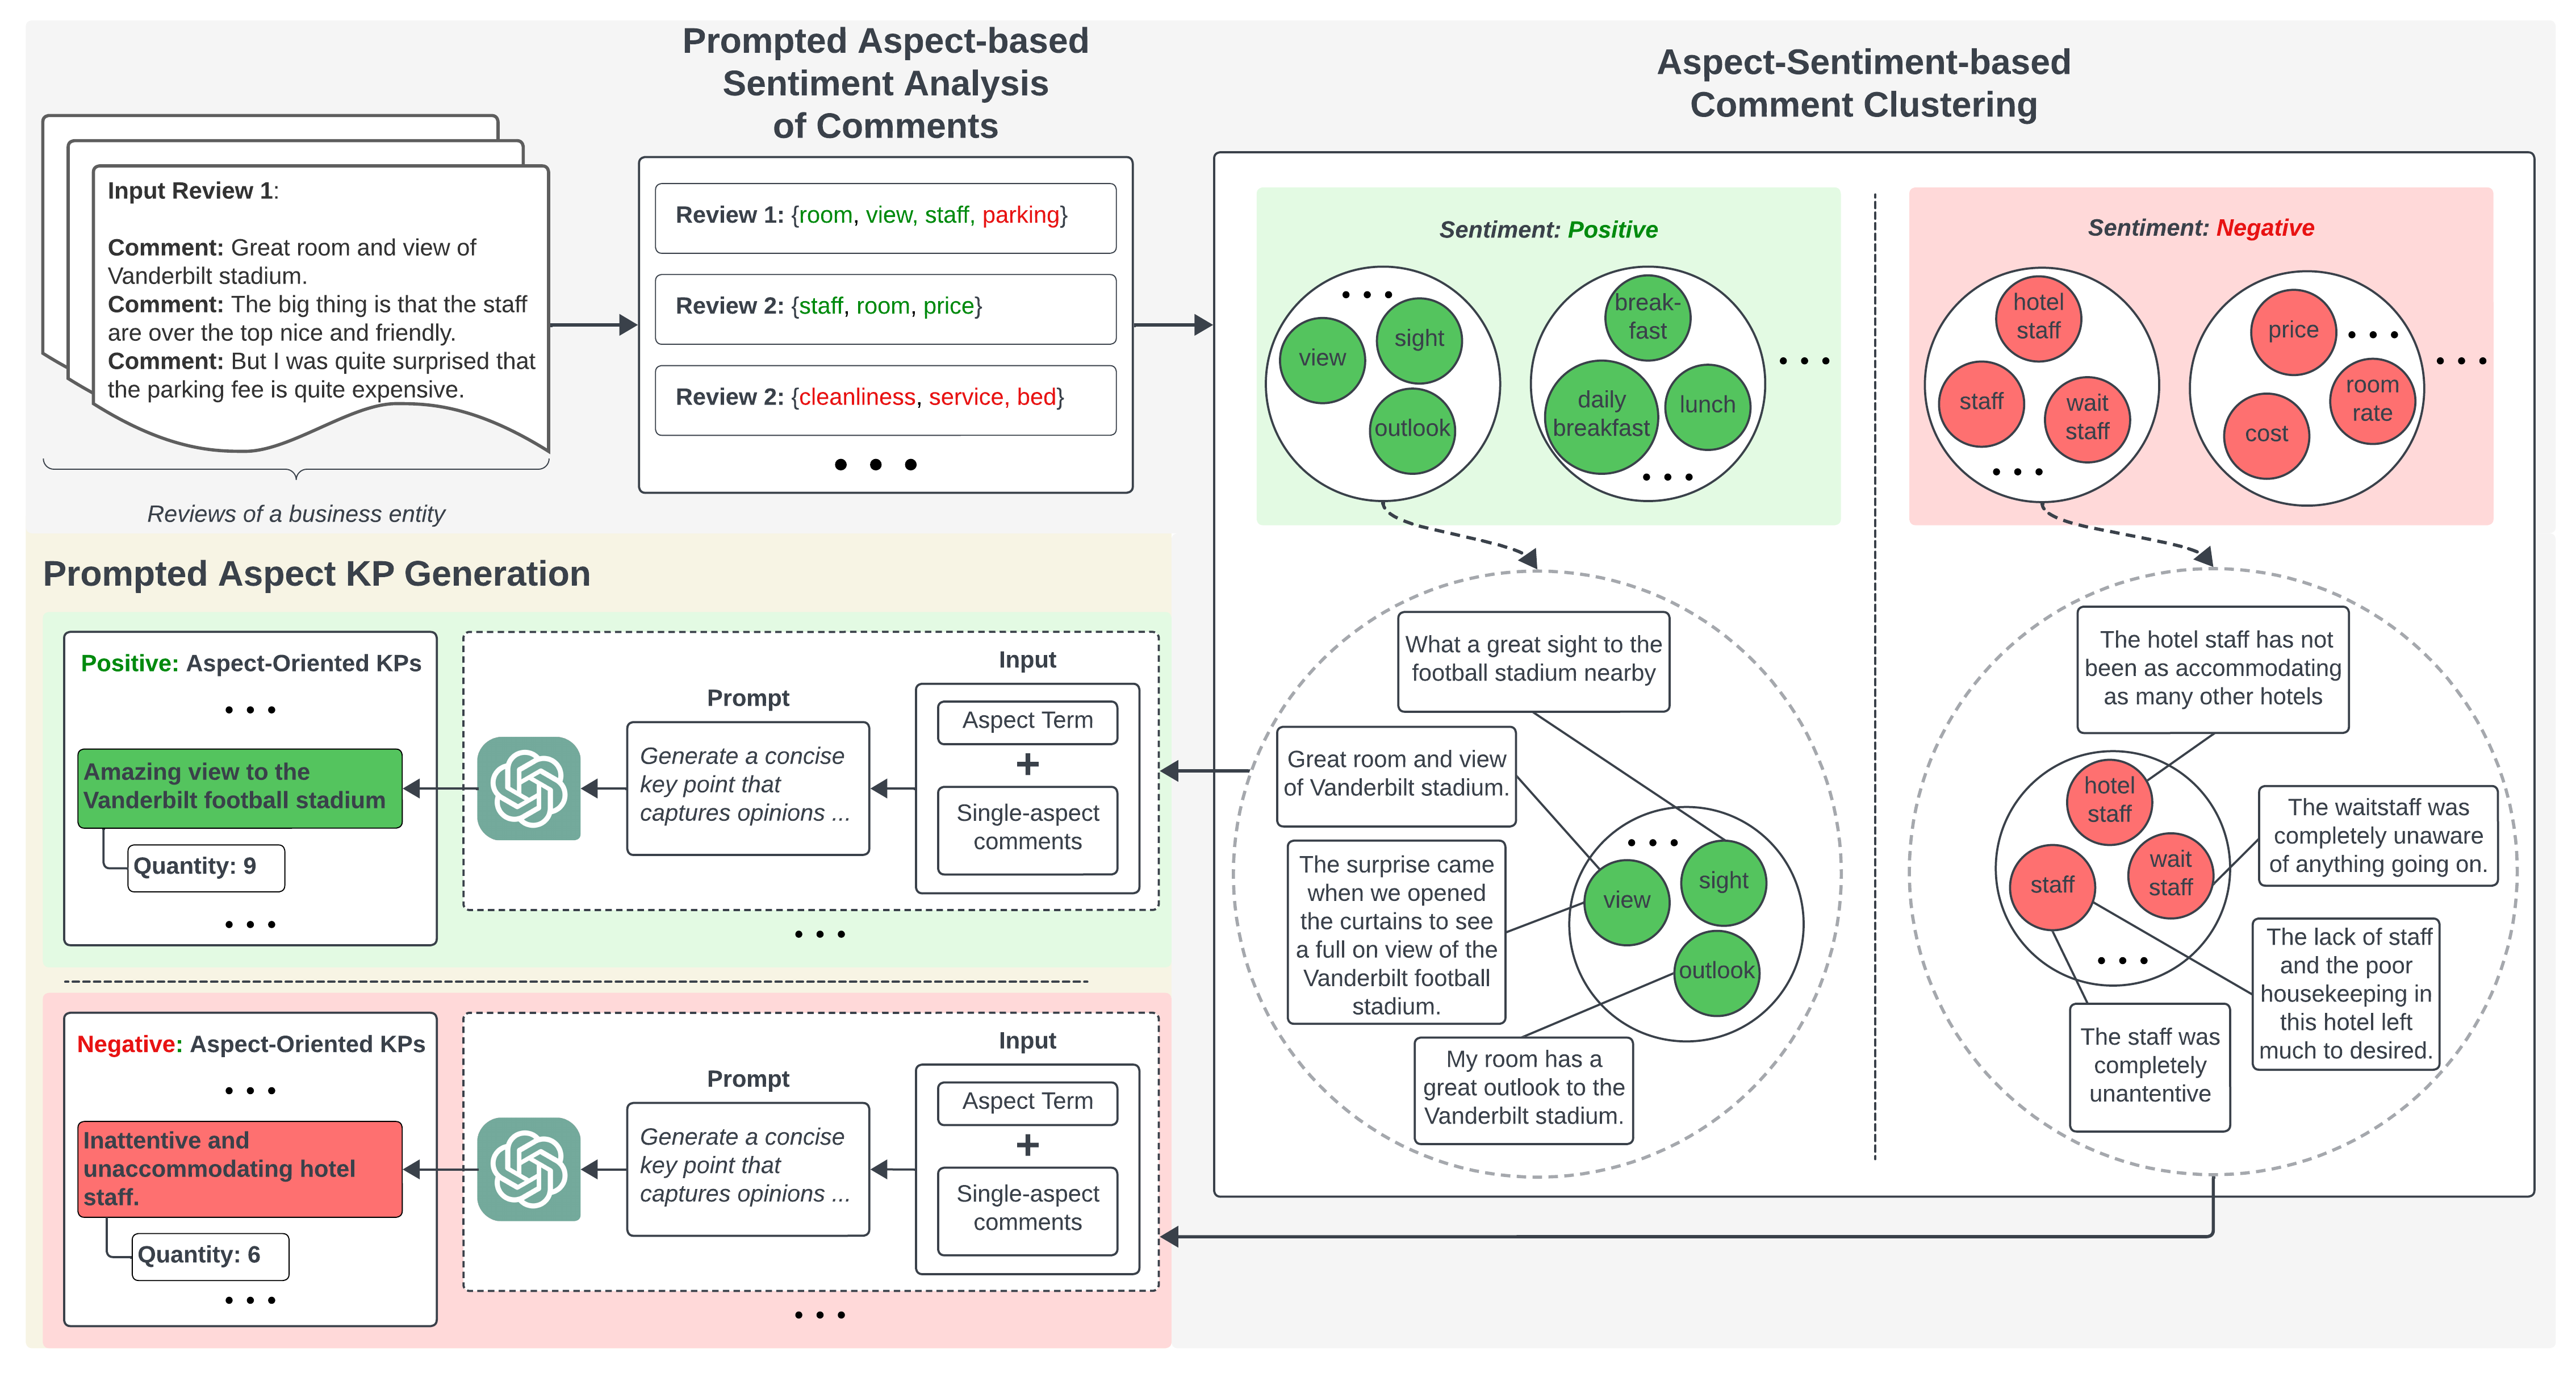 Prompted Aspect-based
Sentiment Analysis
of Comments
Aspect-Sentiment-based
Comment Clustering
Input Review 1:
Comment: Great room and view of
Vanderbilt stadium.
Comment: The big thing is that the staff
are over the top nice and friendly.
Comment: But I was quite surprised that
the parking fee is quite expensive.
Reviews of a business entity
Review 1: {room, view, staff, parking}
Review 2: {staff, room, price}
Review 2: {cleanliness, service, bed}
• • •
Sentiment: Positive
• • •
view
sight
outlook
break-
fast
daily
breakfast
lunch
• • •
• • •
Sentiment: Negative
hotel
staff
staff
wait
staff
• • •
price
• • •
room
rate
cost
• • •
What a great sight to the
football stadium nearby
Great room and view
of Vanderbilt stadium.
The surprise came
when we opened
the curtains to see
a full on view of the
Vanderbilt football
stadium.
My room has a
great outlook to the
Vanderbilt stadium.
• • •
view
sight
outlook
The hotel staff has not
been as accommodating
as many other hotels
hotel
staff
staff
wait
staff
• • •
The waitstaff was
completely unaware
of anything going on.
The lack of staff
and the poor
housekeeping in
this hotel left
much to desired.
The staff was
completely
unantentive
Prompted Aspect KP Generation
Positive: Aspect-Oriented KPs
• • •
Amazing view to the
Vanderbilt football stadium
Quantity: 9
• • •
Prompt
Generate a concise
key point that
captures opinions ...
Input
Aspect Term
+
Single-aspect
comments
• • •
Negative: Aspect-Oriented KPs
• • •
Inattentive and
unaccommodating hotel
staff.
Quantity: 6
• • •
Prompt
Generate a concise
key point that
captures opinions ...
Input
Aspect Term
+
Single-aspect
comments
• • •